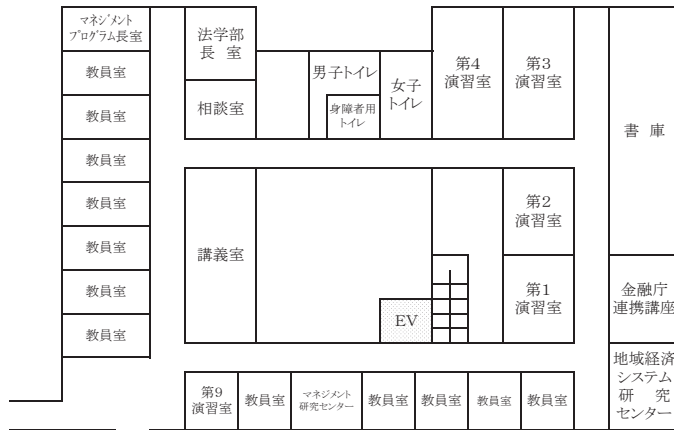 マネジメント
プログラム長室
教員室
教員室
教員室
教員室
教員室
教員室
教員室
法学部
長 室
相談室
男子トイレ
身障者用
トイレ
女子
トイレ
第4
演習室
第3
演習室
書 庫
講義室
EV
第2
演習室
第1
演習室
金融庁
連携講座
地域経済
システム
研 究
センター
第9
演習室
教員室
マネジメント
研究センター
教員室
教員室
教員室
教員室